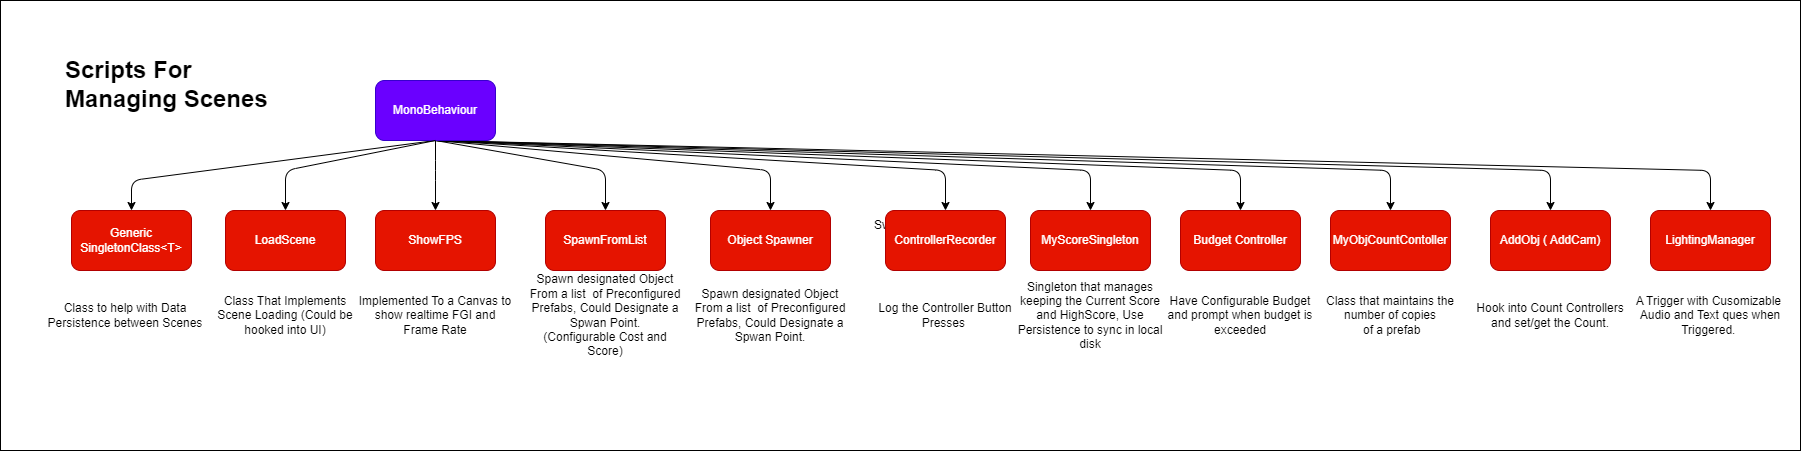 Scripts For
Managing Scenes
MonoBehaviour
Generic
SingletonClass<T>
LoadScene
ShowFPS
SpawnFromList
Object Spawner
ControllerRecorder
MyScoreSingleton
Budget Controller
MyObjCountContoller
AddObj ( AddCam)
LightingManager
Class to help with Data
Persistence between Scenes
Class That Implements
Scene Loading (Could be
hooked into UI)
Implemented To a Canvas to
show realtime FGI and
Frame Rate
Spawn designated Object
From a list  of Preconfigured
Prefabs, Could Designate a
Spwan Point.
(Configurable Cost and
Score)
Spawn designated Object
From a list  of Preconfigured
Prefabs, Could Designate a
Spwan Point.
Log the Controller Button
Presses
Singleton that manages
keeping the Current Score
and HighScore, Use
Persistence to sync in local
disk
Have Configurable Budget
and prompt when budget is
exceeded
Class that maintains the
number of copies
of a prefab
Hook into Count Controllers
and set/get the Count.
A Trigger with Cusomizable
Audio and Text ques when
Triggered.